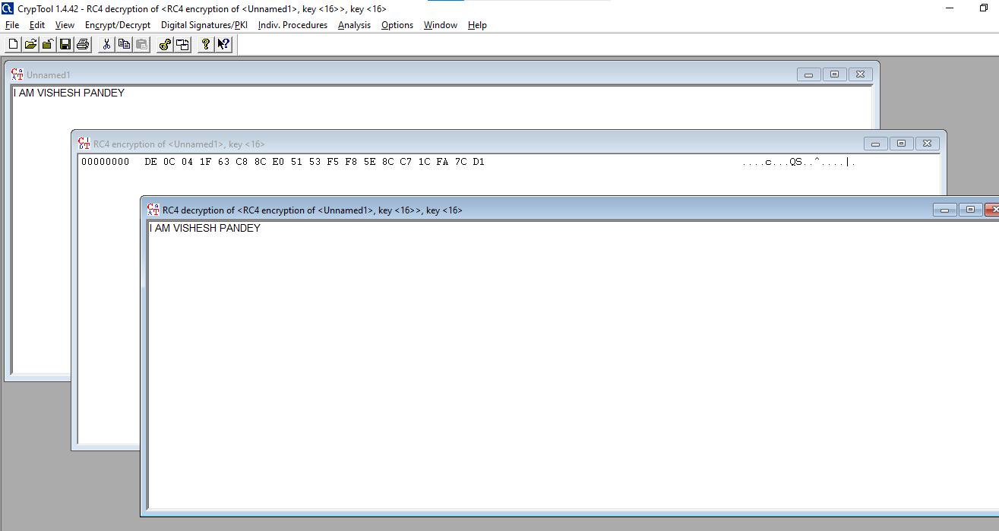 CrypTool 1.4.42 - RC4 decryption of <RC4 encryption of <Unnamed1>, key <16>>, key <16>
File Edit View Encrypt/Decrypt Digital Signatures/PKI Indiv. Procedures Analysis Options Window Help
Unnamed1
I AM VISHESH PANDEY
RC4 encryption of <Unnamed1>, key <16>
00000000 DE 0C 04 1F 63 C8 8C E0 51 53 F5 F8 5E 8C C7 1C FA 7C D1 ....c...QS..^....|.
RC4 decryption of <RC4 encryption of <Unnamed1>, key <16>>, key <16>
I AM VISHESH PANDEY